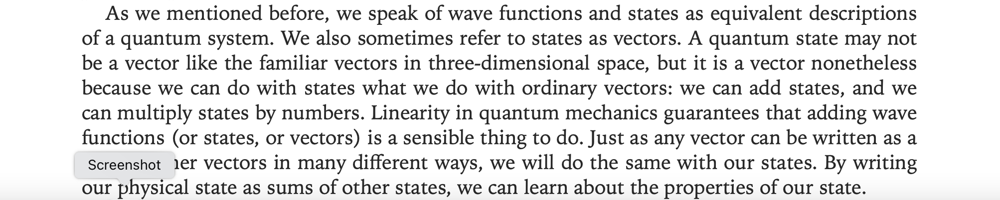 As we mentioned before, we speak of wave functions and states as equivalent descriptions
of a quantum system. We also sometimes refer to states as vectors. A quantum state may not
be a vector like the familiar vectors in three-dimensional space, but it is a vector nonetheless
because we can do with states what we do with ordinary vectors: we can add states, and we
can multiply states by numbers. Linearity in quantum mechanics guarantees that adding wave
functions (or states, or vectors) is a sensible thing to do. Just as any vector can be written as a
Screenshot
vectors in many different ways, we will do the same with our states. By writing
our physical state as sums of other states, we can learn about the properties of our state.